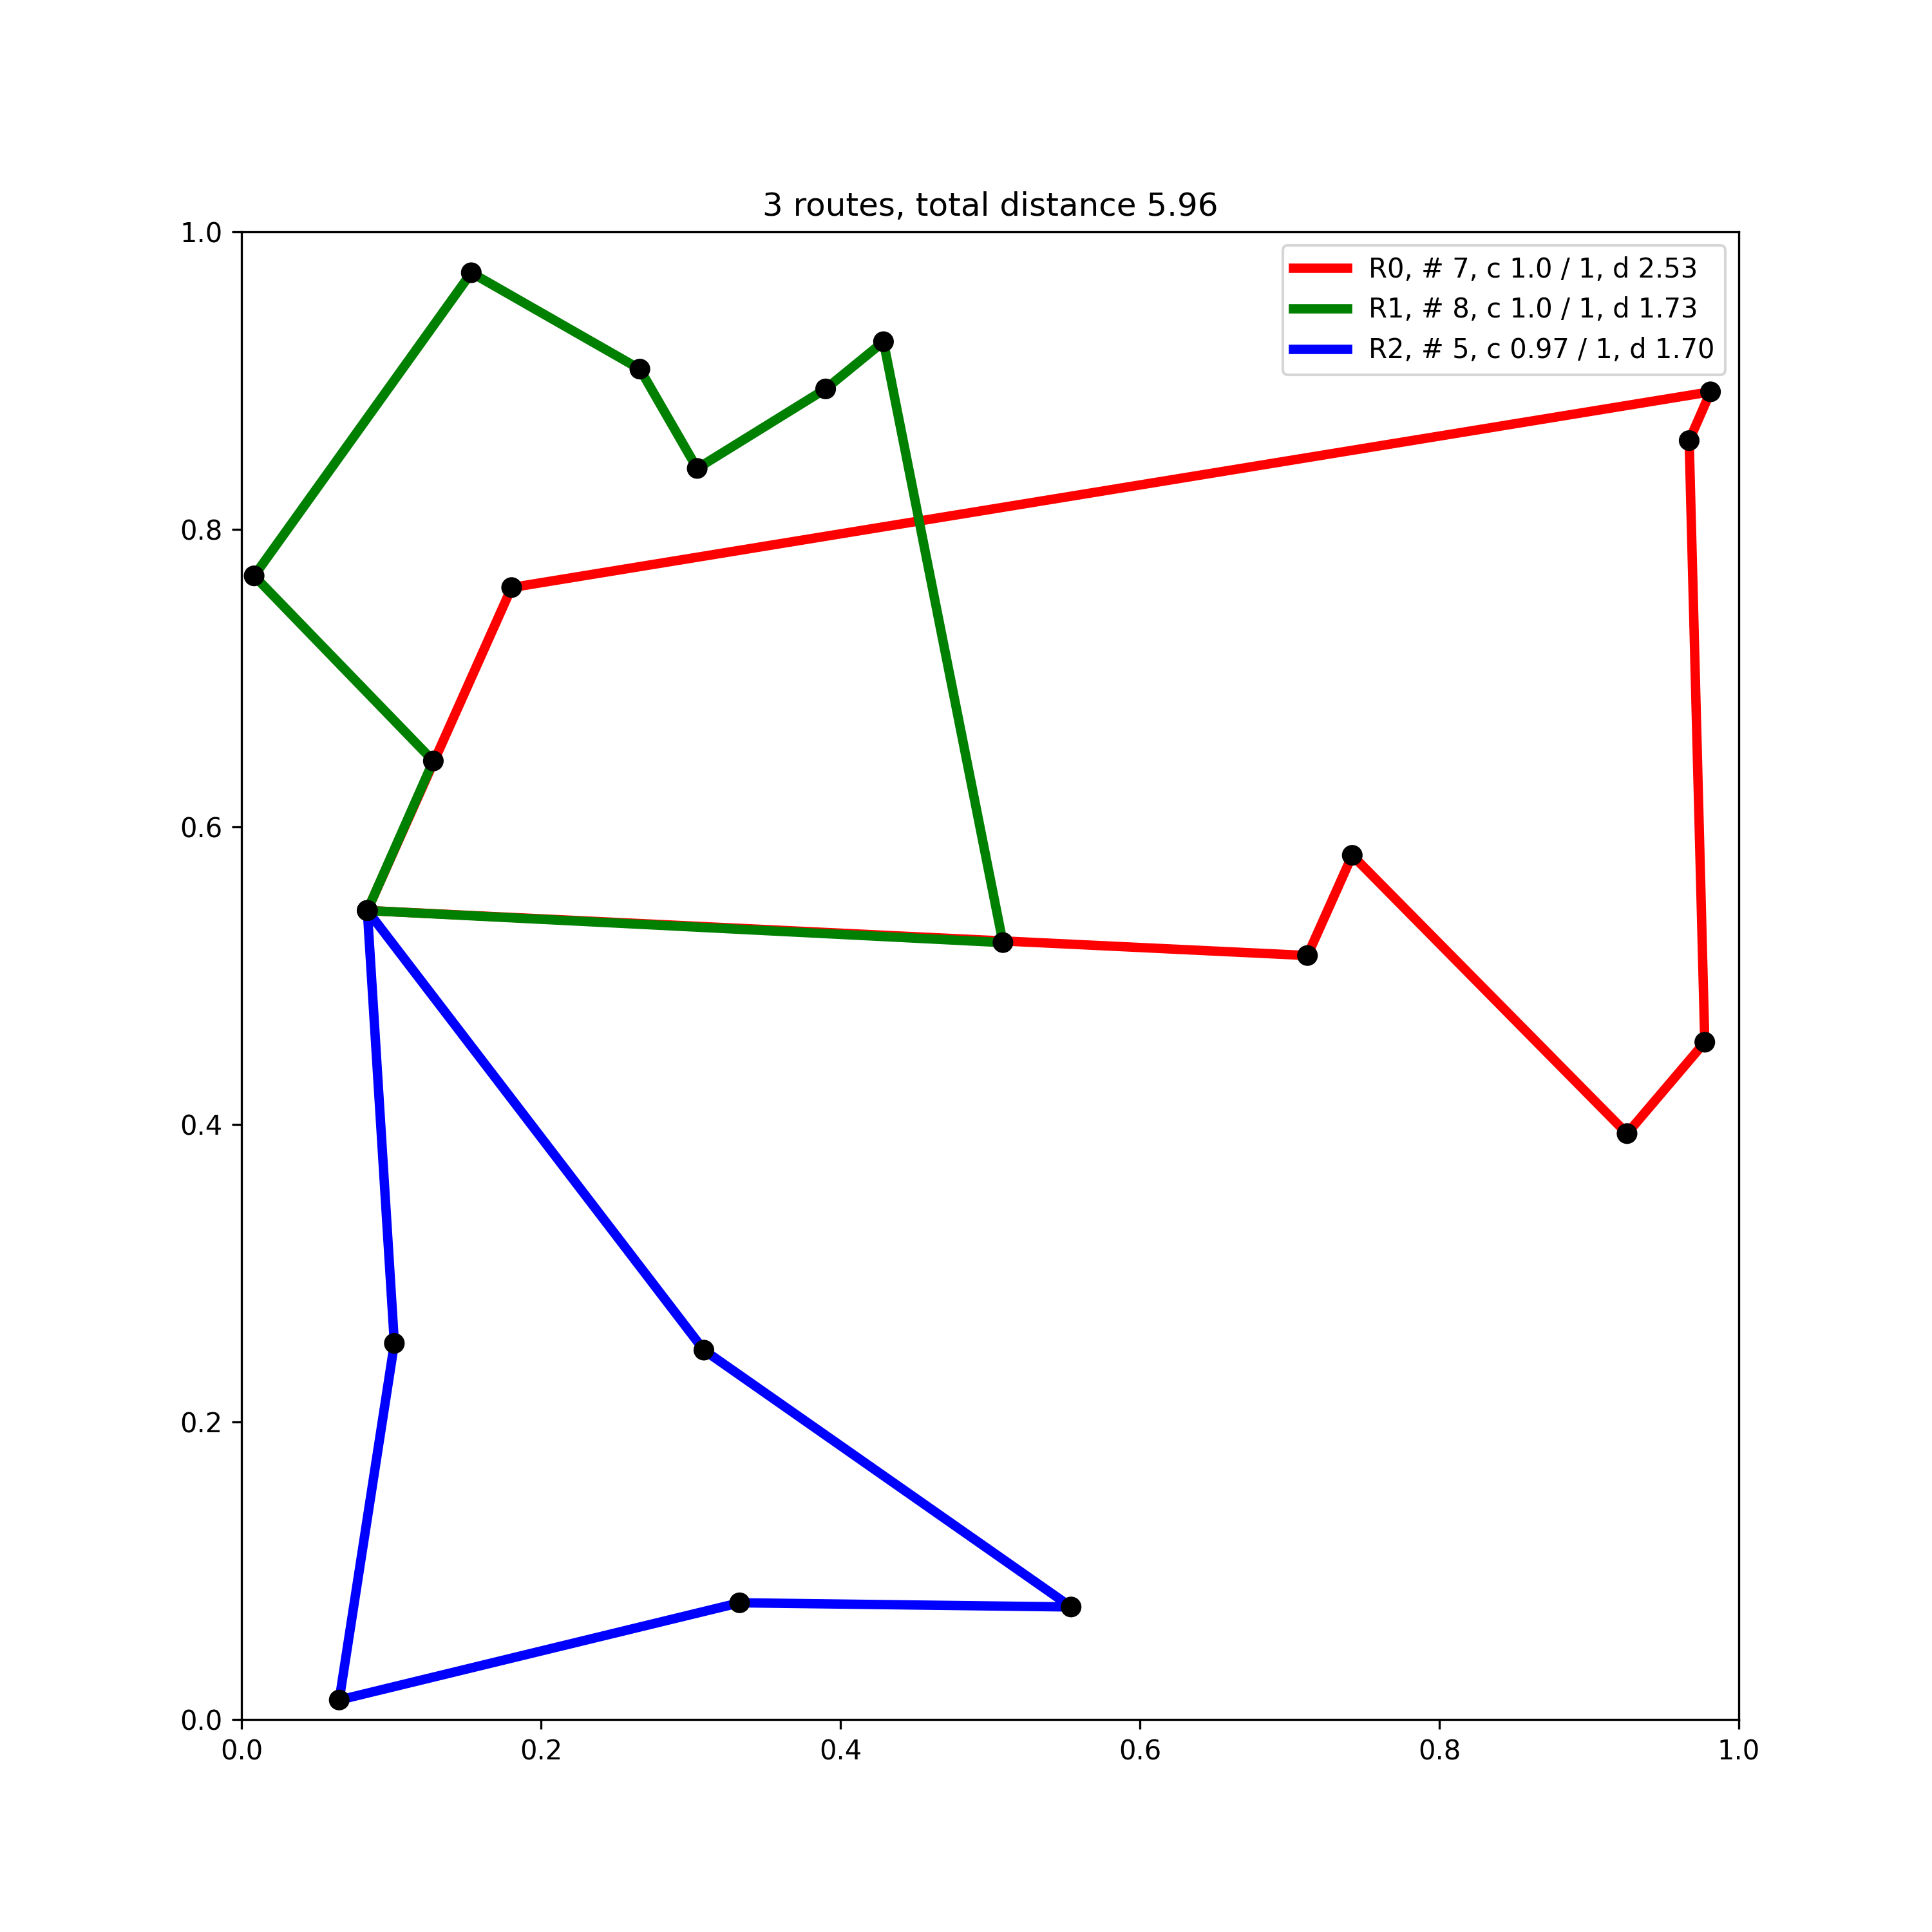 3 routes, total distance 5.96
R0, # 7, c 1.0 / 1, d 2.53
R1, # 8, c 1.0 / 1, d 1.73
R2, # 5, c 0.97 / 1, d 1.70
1.0
0.8
0.6
0.4
0.2
0.0
0.0 0.2 0.4 0.6 0.8 1.0